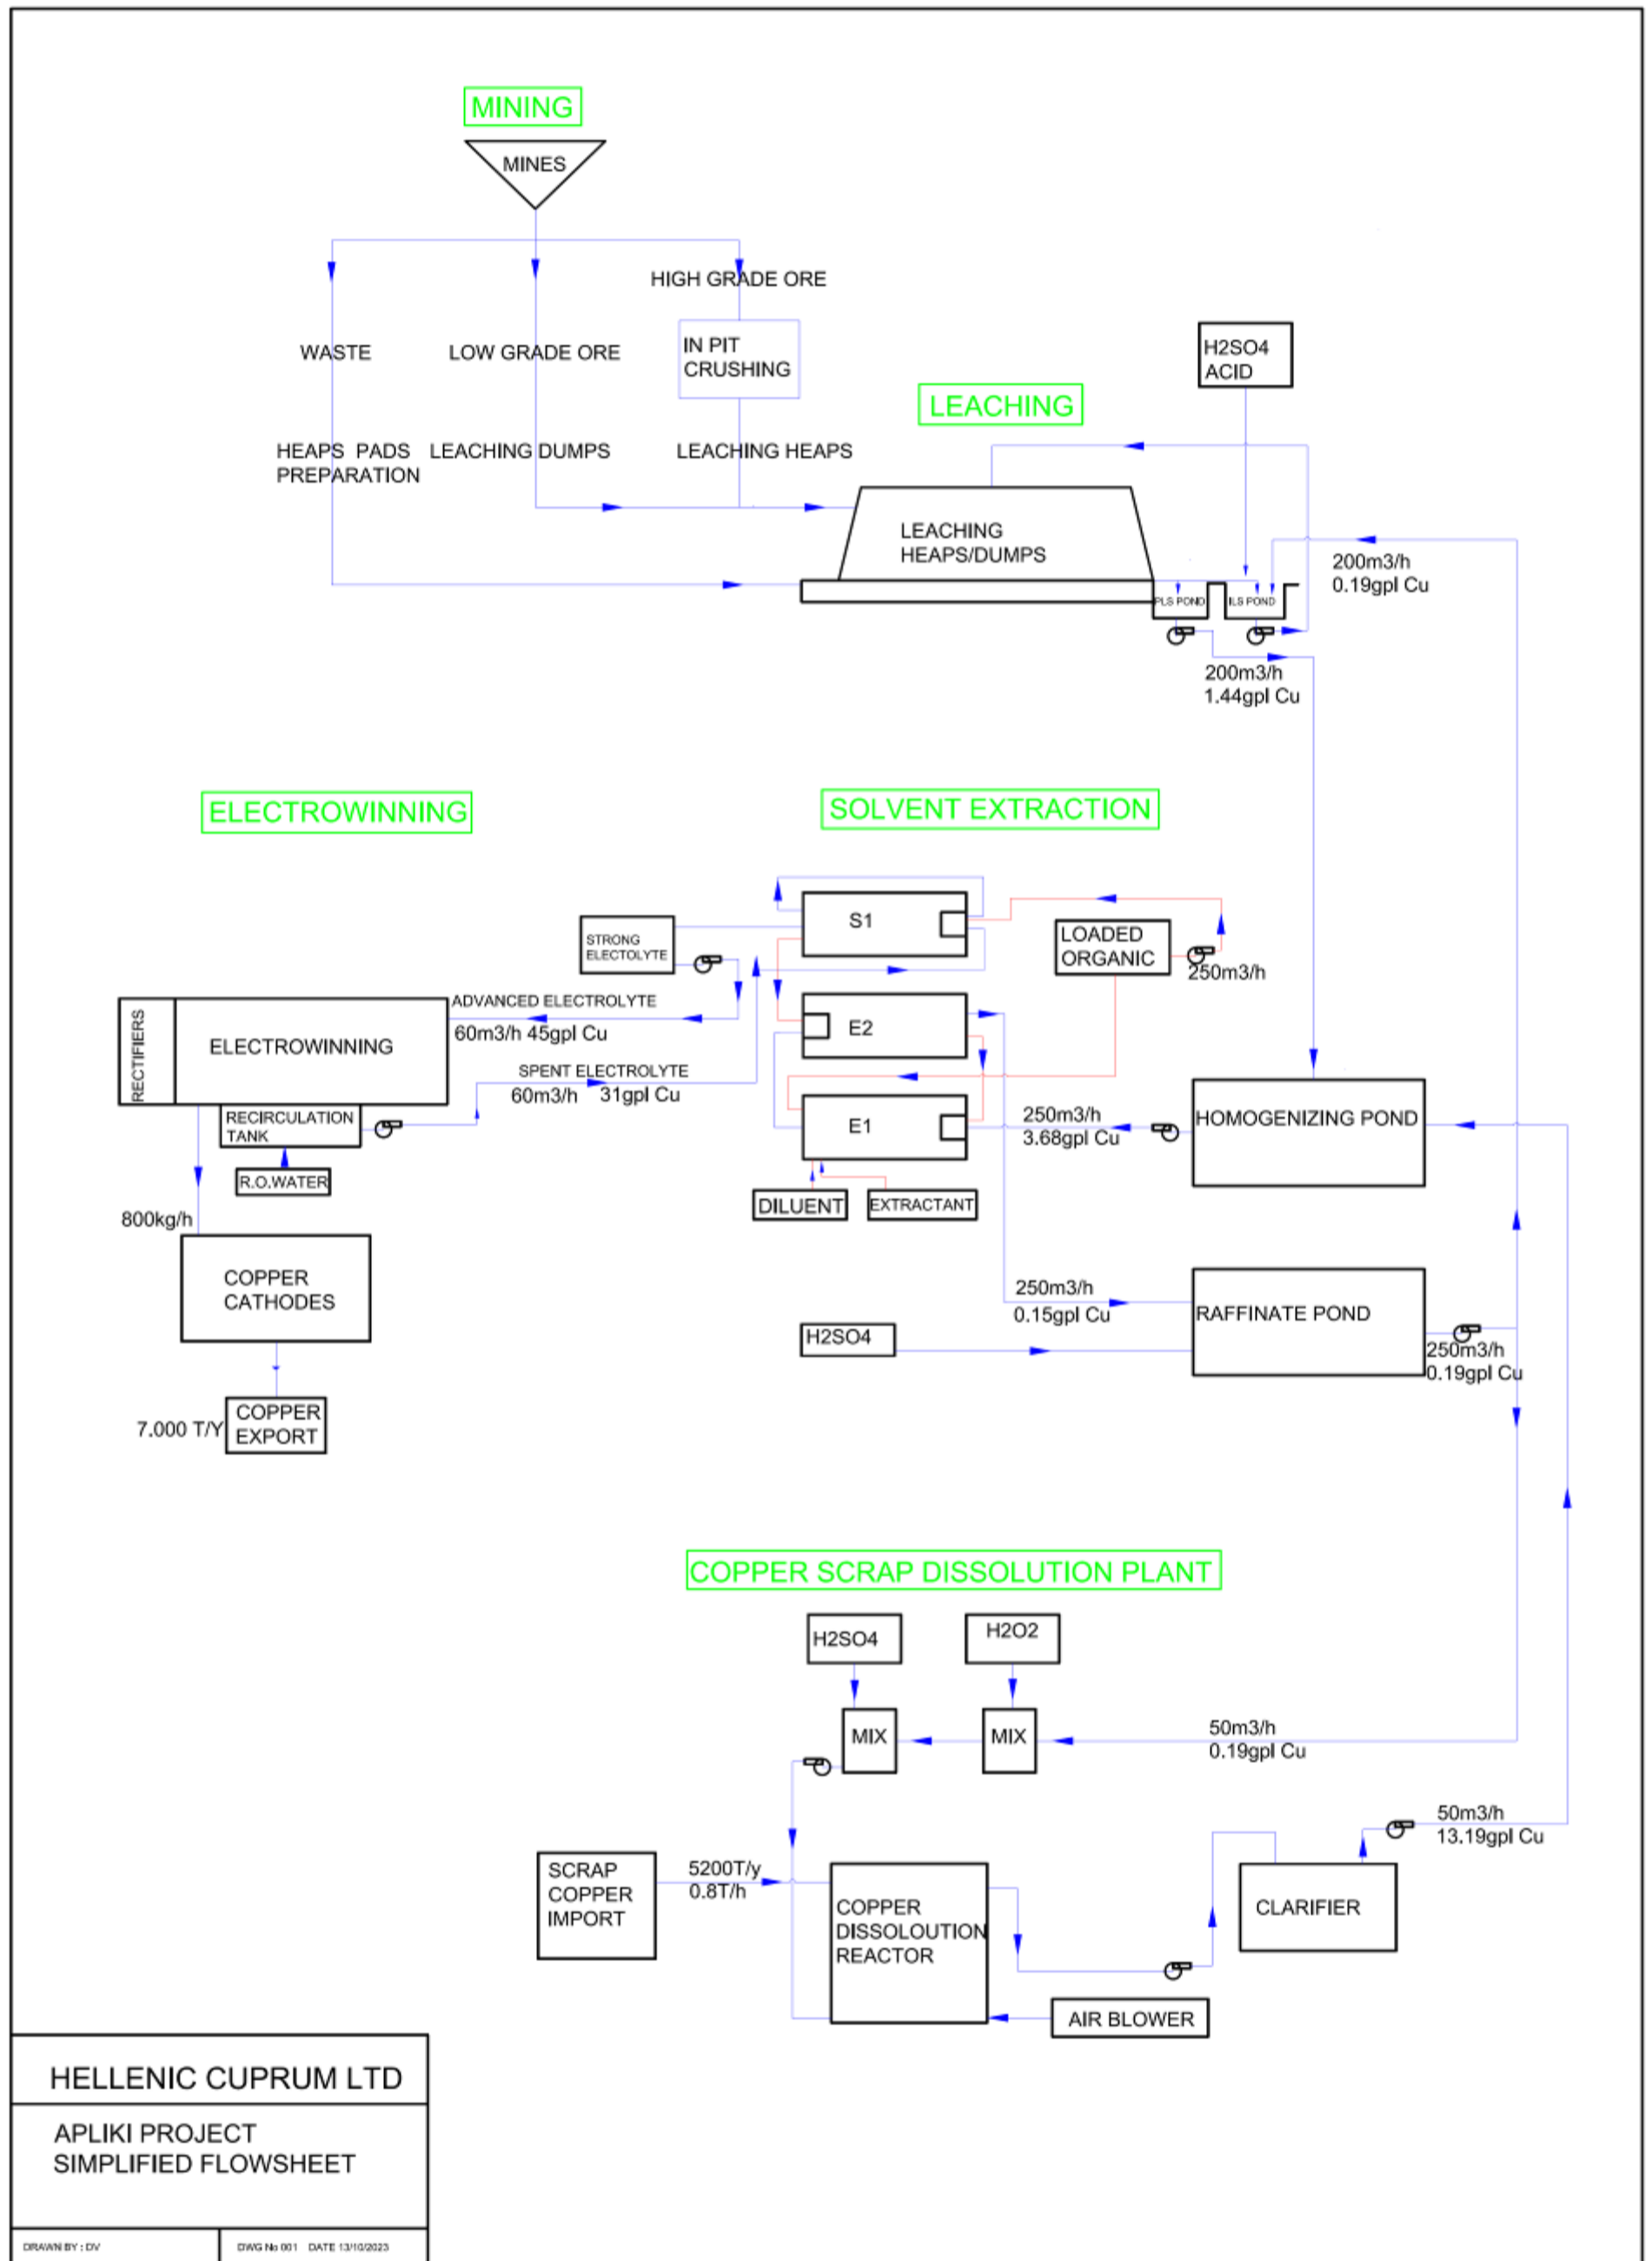 MINING
MINES
HIGH GRADE ORE
WASTE
LOW GRADE ORE
IN PIT
CRUSHING
H2SO4
ACID
LEACHING
HEAPS PADS
PREPARATION
LEACHING DUMPS
LEACHING HEAPS
LEACHING
HEAPS/DUMPS
PLS POND
ILS POND
200m3/h
0.19gpl Cu
200m3/h
1.44gpl Cu
ELECTROWINNING
SOLVENT EXTRACTION
S1
STRONG
ELECTOLYTE
LOADED
ORGANIC
250m3/h
ADVANCED ELECTROLYTE
60m3/h 45gpl Cu
RECTIFIERS
ELECTROWINNING
E2
SPENT ELECTROLYTE
60m3/h 31gpl Cu
RECIRCULATION
TANK
E1
250m3/h
3.68gpl Cu
HOMOGENIZING POND
R.O.WATER
DILUENT
EXTRACTANT
800kg/h
COPPER
CATHODES
250m3/h
0.15gpl Cu
H2SO4
RAFFINATE POND
250m3/h
0.19gpl Cu
7.000 T/Y
COPPER
EXPORT
COPPER SCRAP DISSOLUTION PLANT
H2SO4
H2O2
MIX
MIX
50m3/h
0.19gpl Cu
50m3/h
13.19gpl Cu
SCRAP
COPPER
IMPORT
5200T/y
0.8T/h
COPPER
DISSOLOUTION
REACTOR
CLARIFIER
AIR BLOWER
HELLENIC CUPRUM LTD
APLIKI PROJECT
SIMPLIFIED FLOWSHEET
DRAWN BY : DV
DWG No 001 DATE 13/10/2023